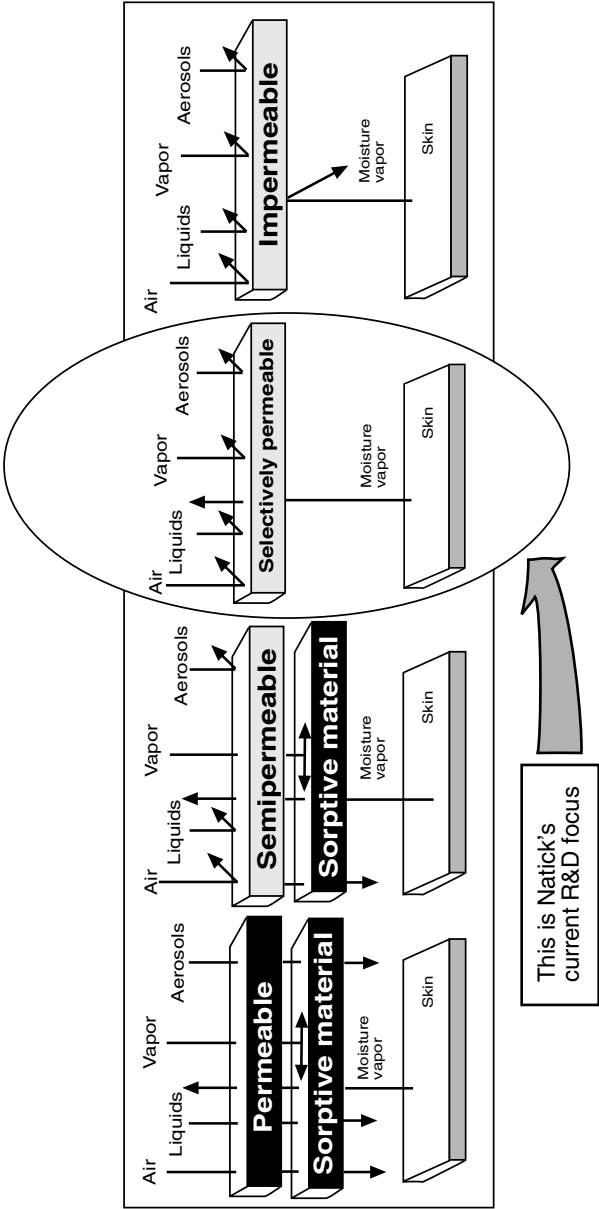 Air
Liquids
Vapor
Aerosols
Permeable
Sorptive material
Moisture
vapor
Skin
Air
Liquids
Vapor
Aerosols
Semipermeable
Sorptive material
Moisture
vapor
Skin
Air
Liquids
Vapor
Aerosols
Selectively permeable
Moisture
vapor
Skin
Air
Liquids
Vapor
Aerosols
Impermeable
Moisture
vapor
Skin
This is Natick's
current R&D focus